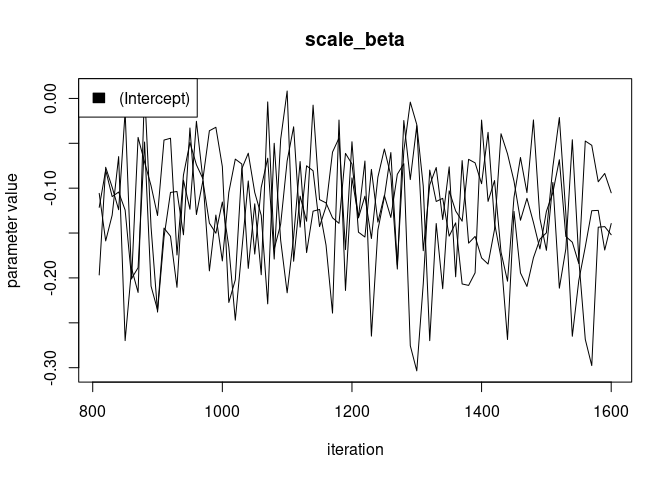 scale_beta
(Intercept)
0.00
-0.10
-0.20
-0.30
parameter value
800 1000 1200 1400 1600
iteration